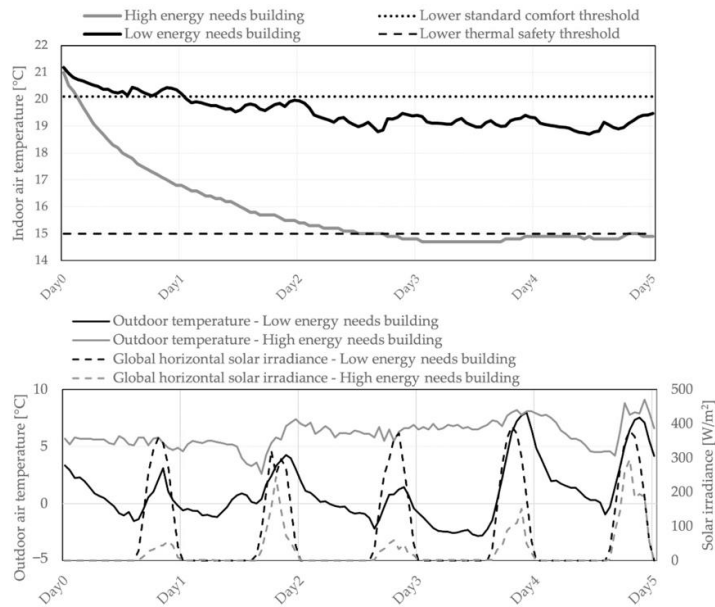 High energy needs building
Lower standard comfort threshold
Low energy needs building
Lower thermal safety threshold
22
21
20
19
18
17
16
15
14
Indoor air temperature [°C]
Day0
Day1
Day2
Day3
Day4
Day5
Outdoor temperature - Low energy needs building
Outdoor temperature - High energy needs building
Global horizontal solar irradiance - Low energy needs building
Global horizontal solar irradiance - High energy needs building
10
5
0
−5
Outdoor air temperature [°C]
500
400
300
200
100
0
Solar irradiance [W/m²]
Day0
Day1
Day2
Day3
Day4
Day5